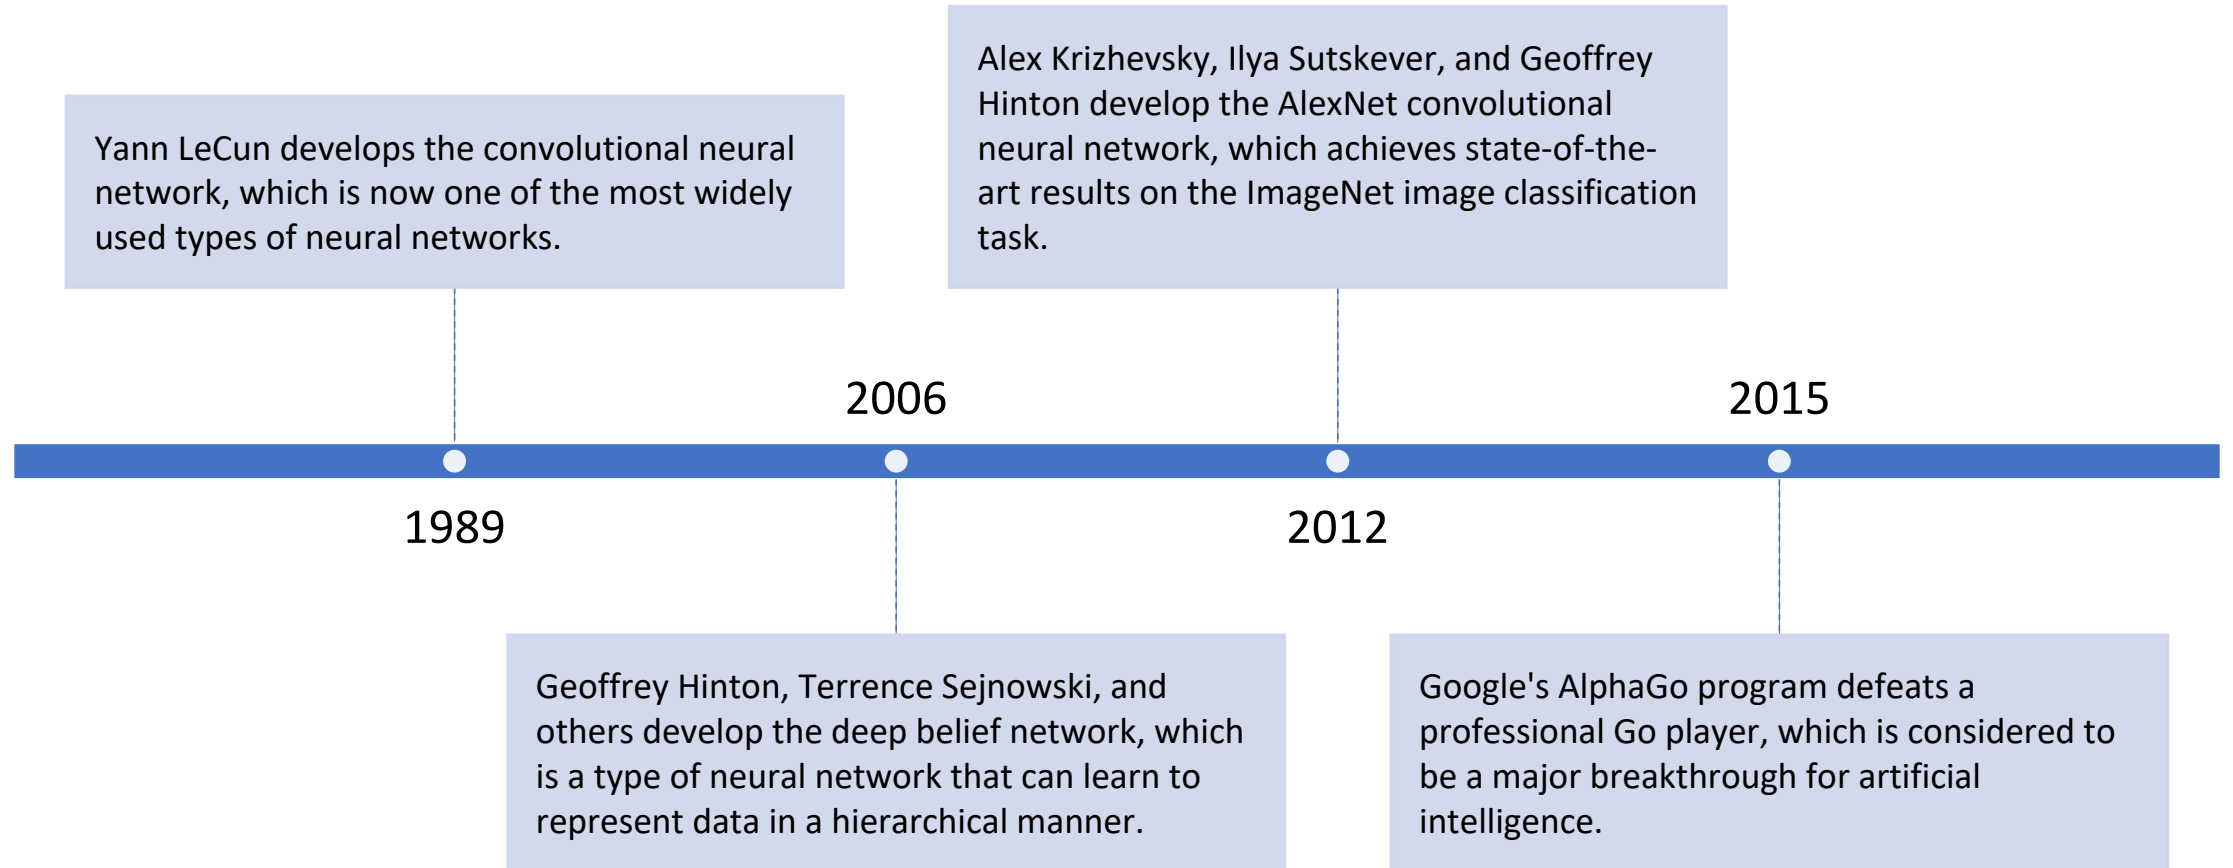 Yann LeCun develops the convolutional neural
network, which is now one of the most widely
used types of neural networks.
1989
2006
Geoffrey Hinton, Terrence Sejnowski, and
others develop the deep belief network, which
is a type of neural network that can learn to
represent data in a hierarchical manner.
Alex Krizhevsky, Ilya Sutskever, and Geoffrey
Hinton develop the AlexNet convolutional
neural network, which achieves state-of-the-
art results on the ImageNet image classification
task.
2012
2015
Google's AlphaGo program defeats a
professional Go player, which is considered to
be a major breakthrough for artificial
intelligence.